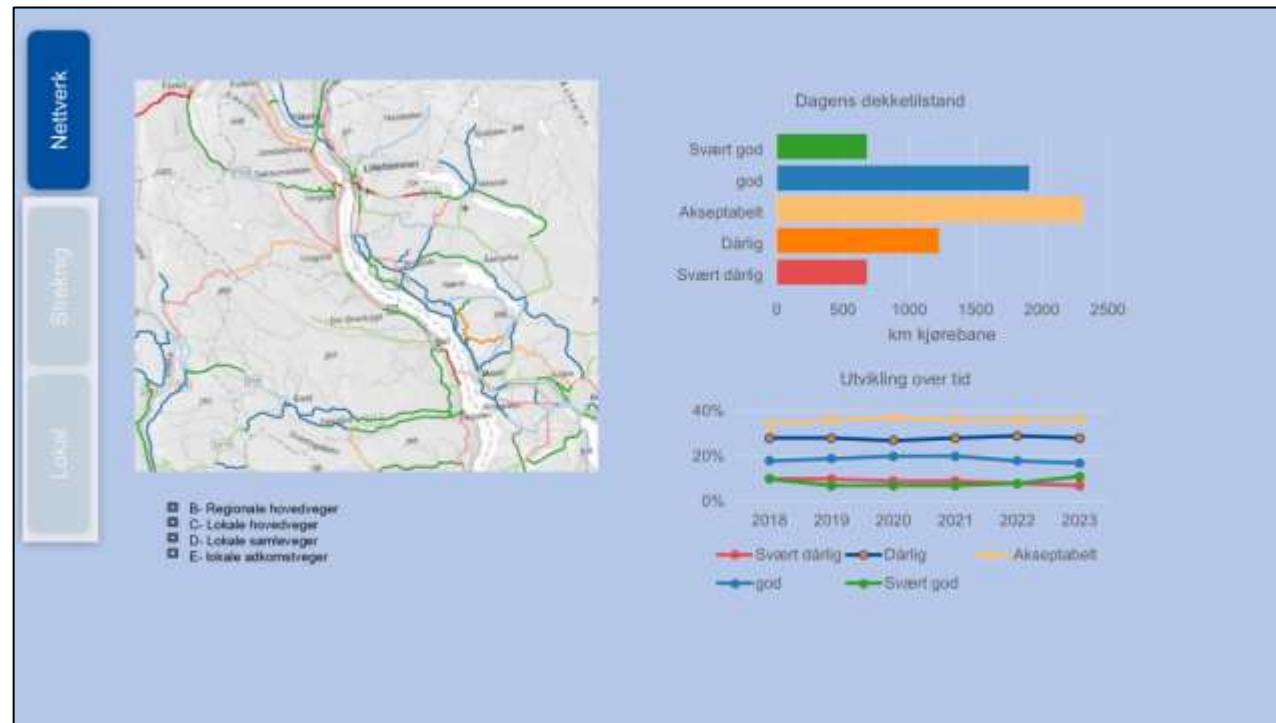 Nettverk
Streknig
Lokal
Lillehammer
B- Regionale hovedveger
C- Lokale hovedveger
D- Lokale samleveger
E- lokale adkomstveger
Dagens dekketilstand
Svært god
god
Akseptabelt
Dårlig
Svært dårlig
0 500 1000 1500 2000 2500
km kjørebane
Utvikling over tid
40%
20%
0%
2018 2019 2020 2021 2022 2023
Svært dårlig Dårlig Akseptabelt
god Svært god